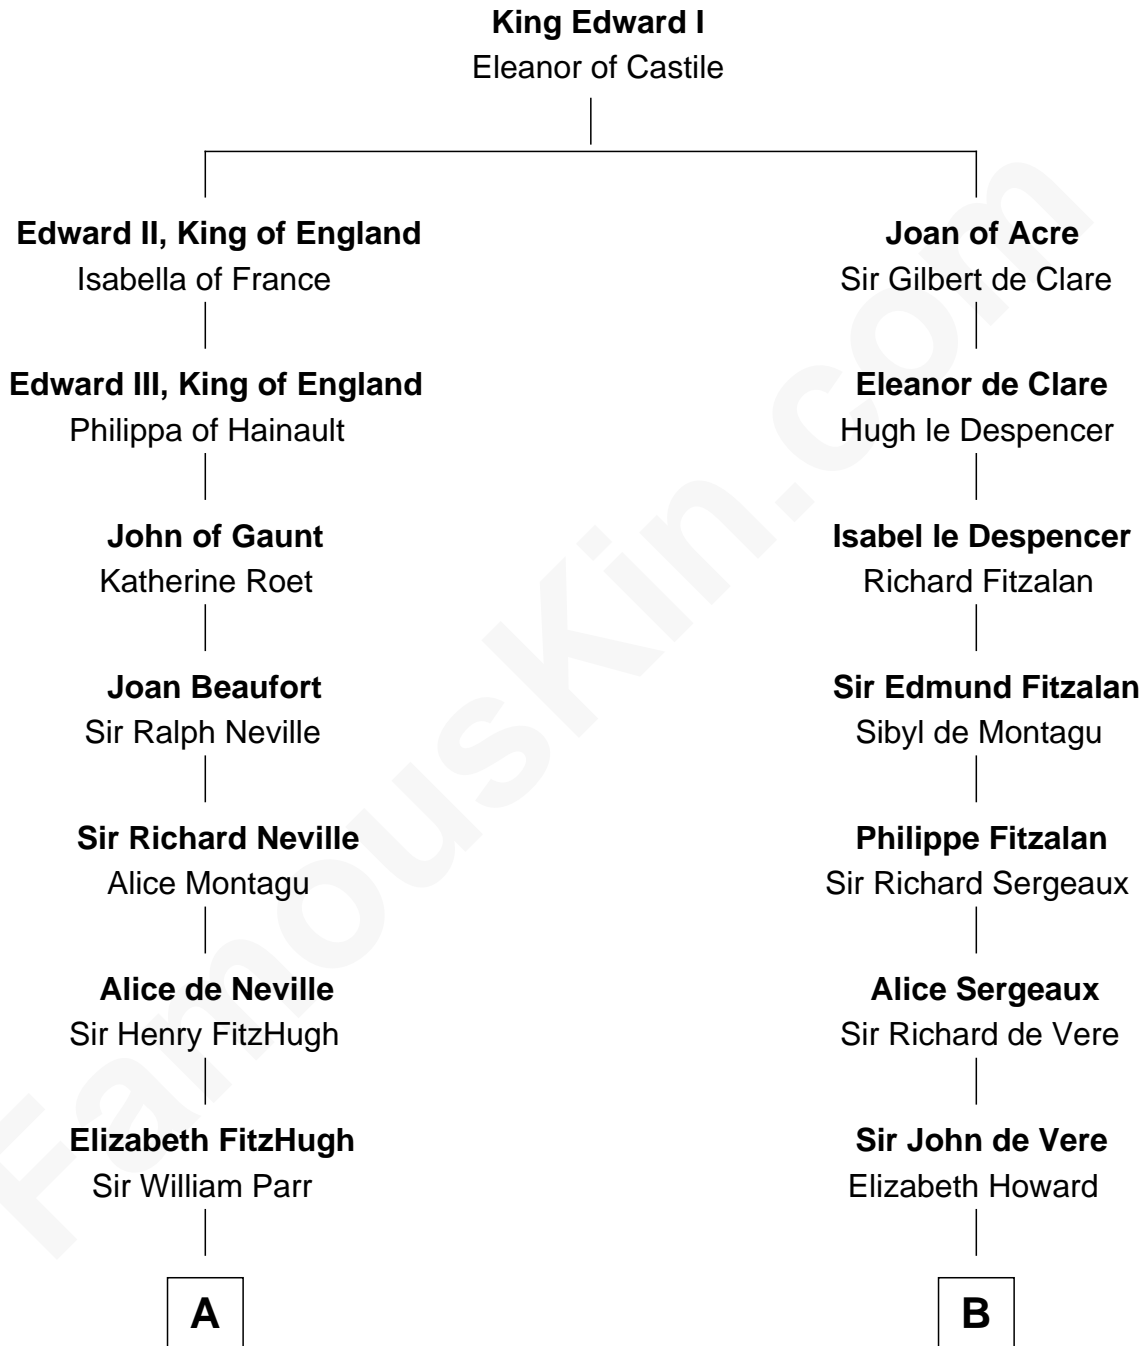 King Edward I
Eleanor of Castile
Edward II, King of England
Isabella of France
Joan of Acre
Sir Gilbert de Clare
Edward III, King of England
Philippa of Hainault
Eleanor de Clare
Hugh le Despencer
John of Gaunt
Katherine Roet
Isabel le Despencer
Richard Fitzalan
Joan Beaufort
Sir Ralph Neville
Sir Edmund Fitzalan
Sibyl de Montagu
Sir Richard Neville
Alice Montagu
Philippe Fitzalan
Sir Richard Sergeaux
Alice de Neville
Sir Henry FitzHugh
Alice Sergeaux
Sir Richard de Vere
Elizabeth FitzHugh
Sir William Parr
Sir John de Vere
Elizabeth Howard
A
B
FamousKin.com